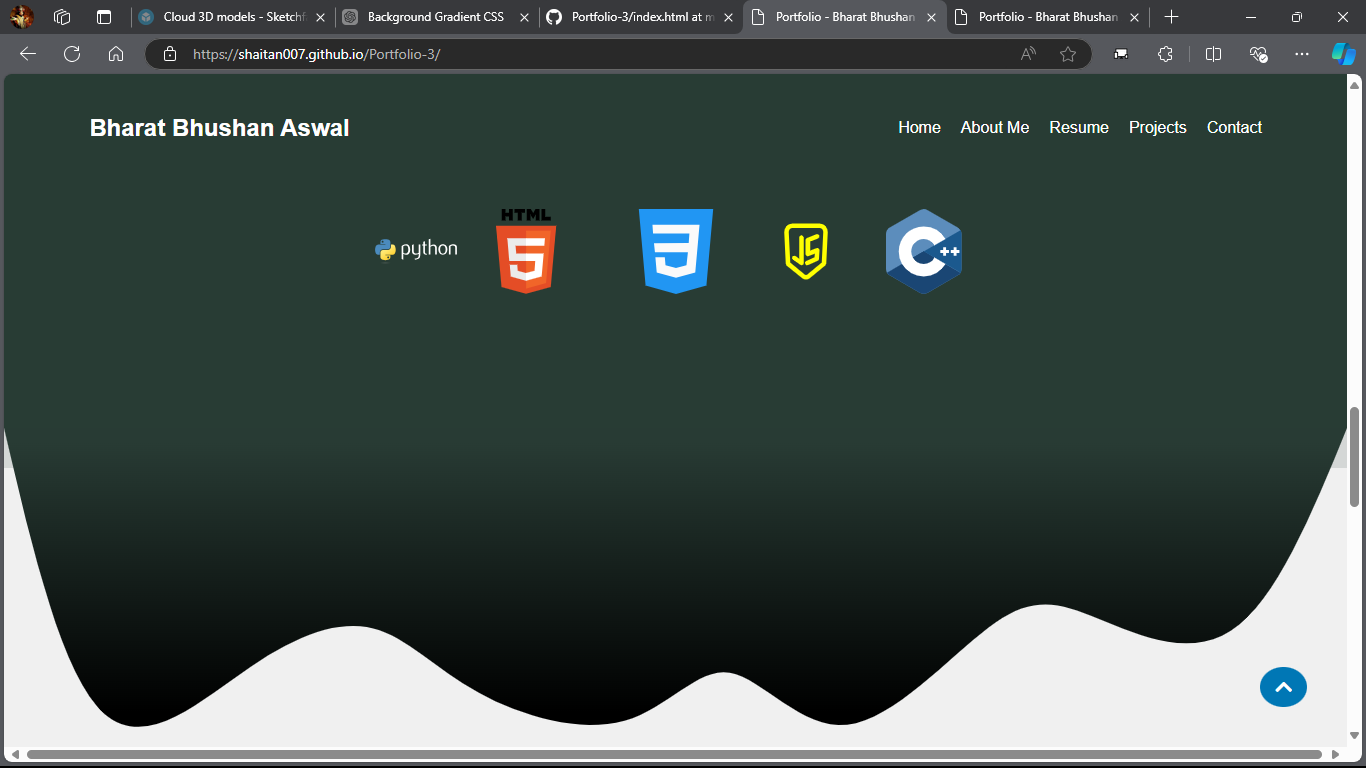 Cloud 3D models - Sketchf
Background Gradient CSS
Portfolio-3/index.html at m
Portfolio - Bharat Bhushan
Portfolio - Bharat Bhushan
https://shaitan007.github.io/Portfolio-3/
Bharat Bhushan Aswal
Home About Me Resume Projects Contact
python
HTML
5
3
JS
C++